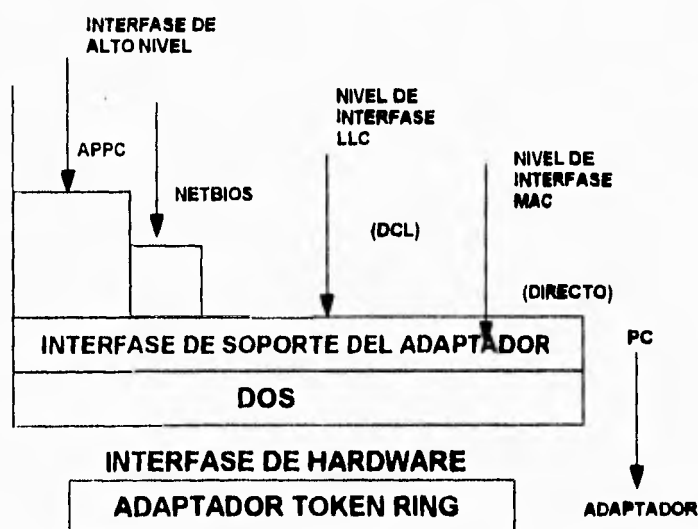 INTERFASE DE
ALTO NIVEL
APPC
NETBIOS
NIVEL DE
INTERFASE
LLC
(DCL)
NIVEL DE
INTERFASE
MAC
(DIRECTO)
INTERFASE DE SOPORTE DEL ADAPTADOR
DOS
PC
INTERFASE DE HARDWARE
ADAPTADOR TOKEN RING
ADAPTADOR